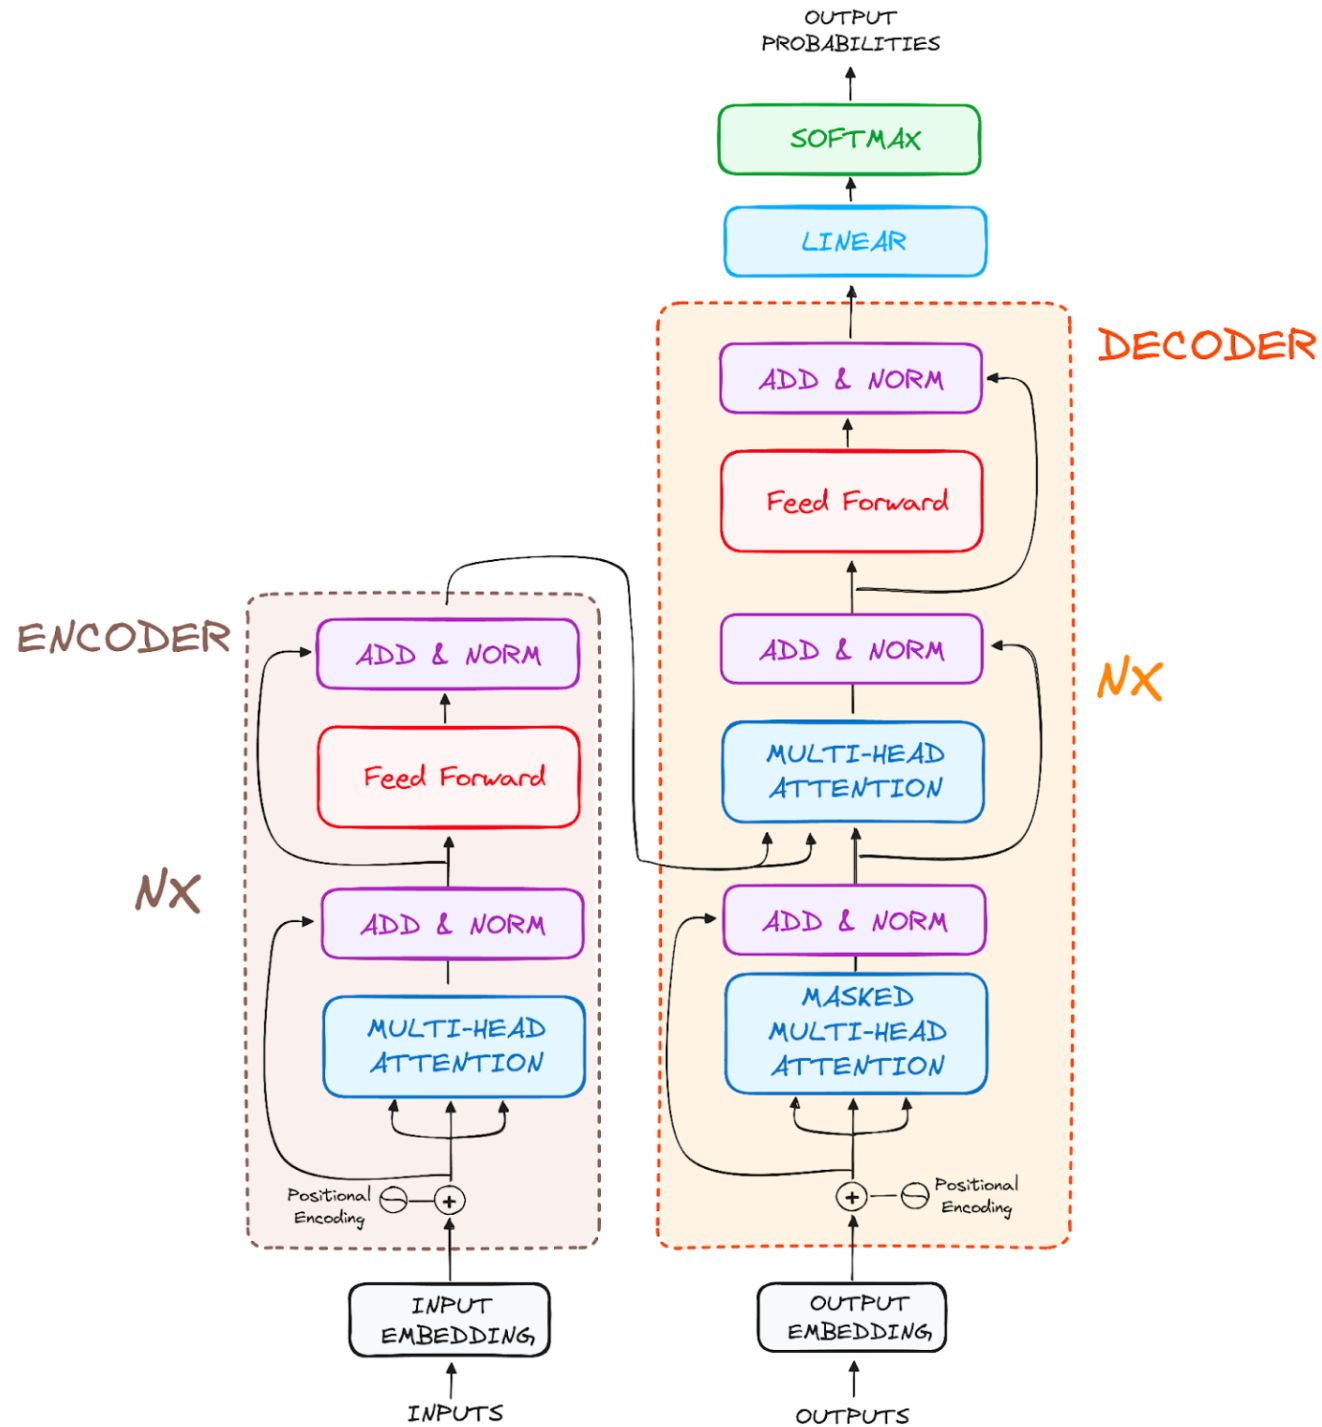 OUTPUT
PROBABILITIES
SOFTMAX
LINEAR
DECODER
ADD & NORM
Feed Forward
ADD & NORM
NX
MULTI-HEAD
ATTENTION
ADD & NORM
MASKED
MULTI-HEAD
ATTENTION
Positional
Encoding
OUTPUT
EMBEDDING
OUTPUTS
ENCODER
ADD & NORM
Feed Forward
NX
ADD & NORM
MULTI-HEAD
ATTENTION
Positional
Encoding
INPUT
EMBEDDING
INPUTS